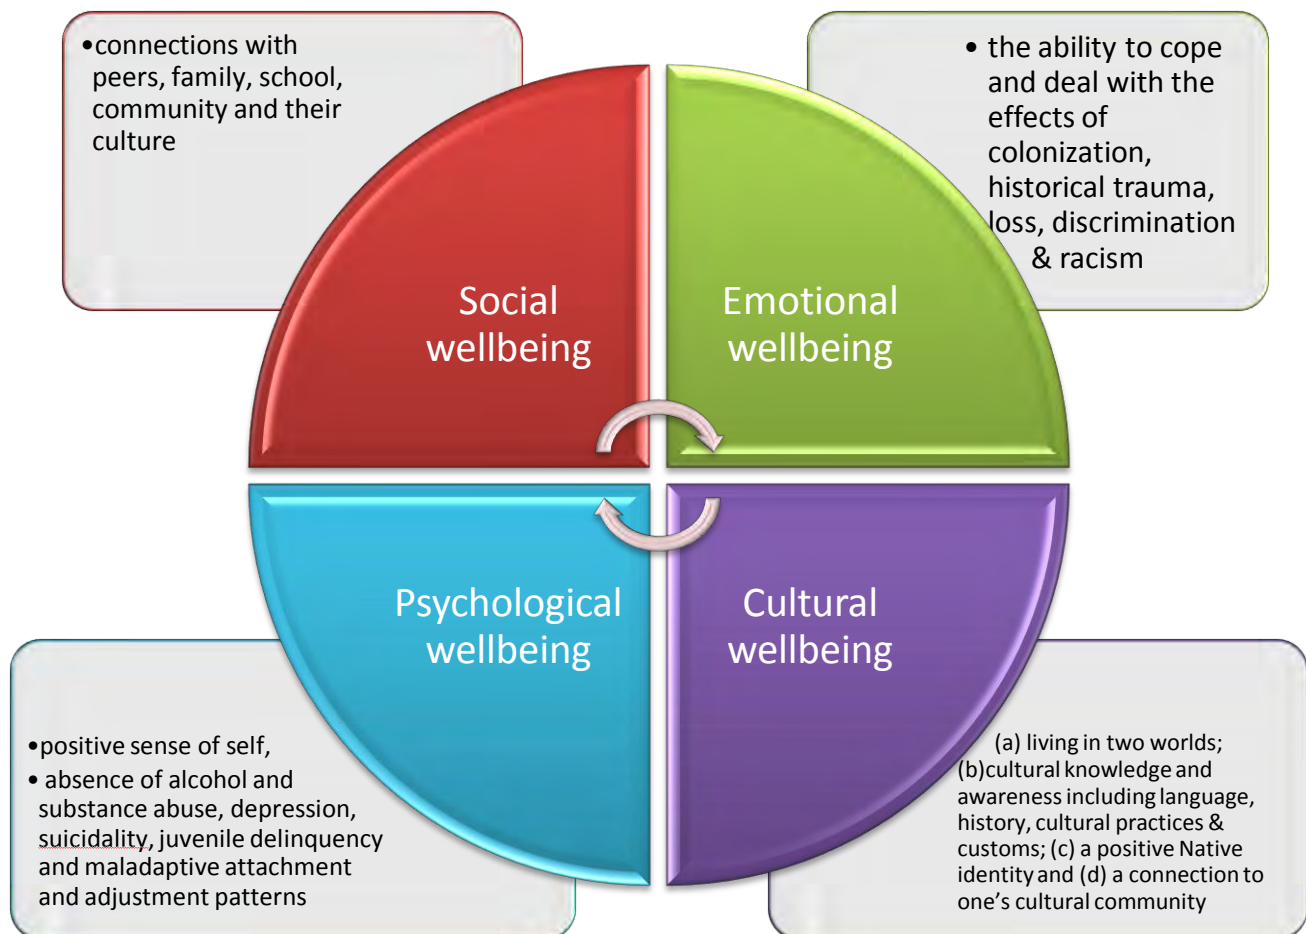 •connections with
peers, family, school,
community and their
culture
• the ability to cope
and deal with the
effects of
colonization,
historical trauma,
loss, discrimination
& racism
Social
wellbeing
Emotional
wellbeing
Psychological
wellbeing
Cultural
wellbeing
•positive sense of self,
• absence of alcohol and
substance abuse, depression,
suicidality, juvenile delinquency
and maladaptive attachment
and adjustment patterns
(a) living in two worlds;
(b)cultural knowledge and
awareness including language,
history, cultural practices &
customs; (c) a positive Native
identity and (d) a connection to
one’s cultural community